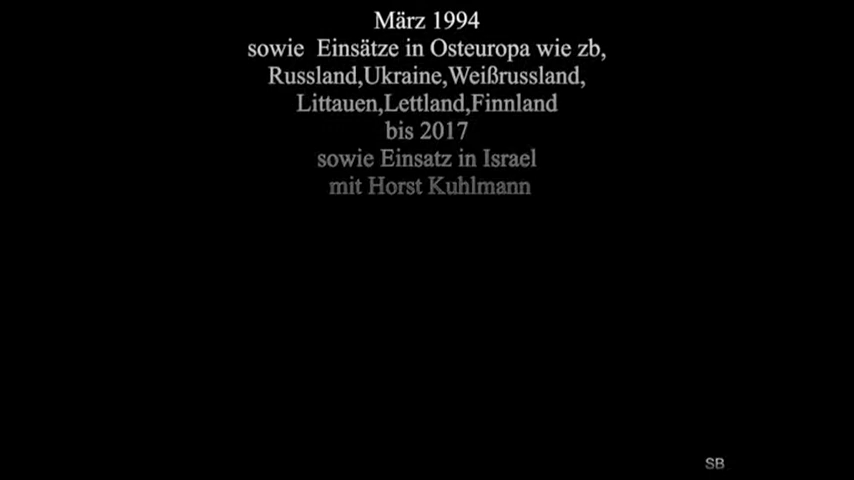 März 1994
sowie  Einsätze in Osteuropa wie zb,
Russland,Ukraine,Weißrussland,
Littauen,Lettland,Finnland
bis 2017
sowie Einsatz in Israel
mit Horst Kuhlmann
SB